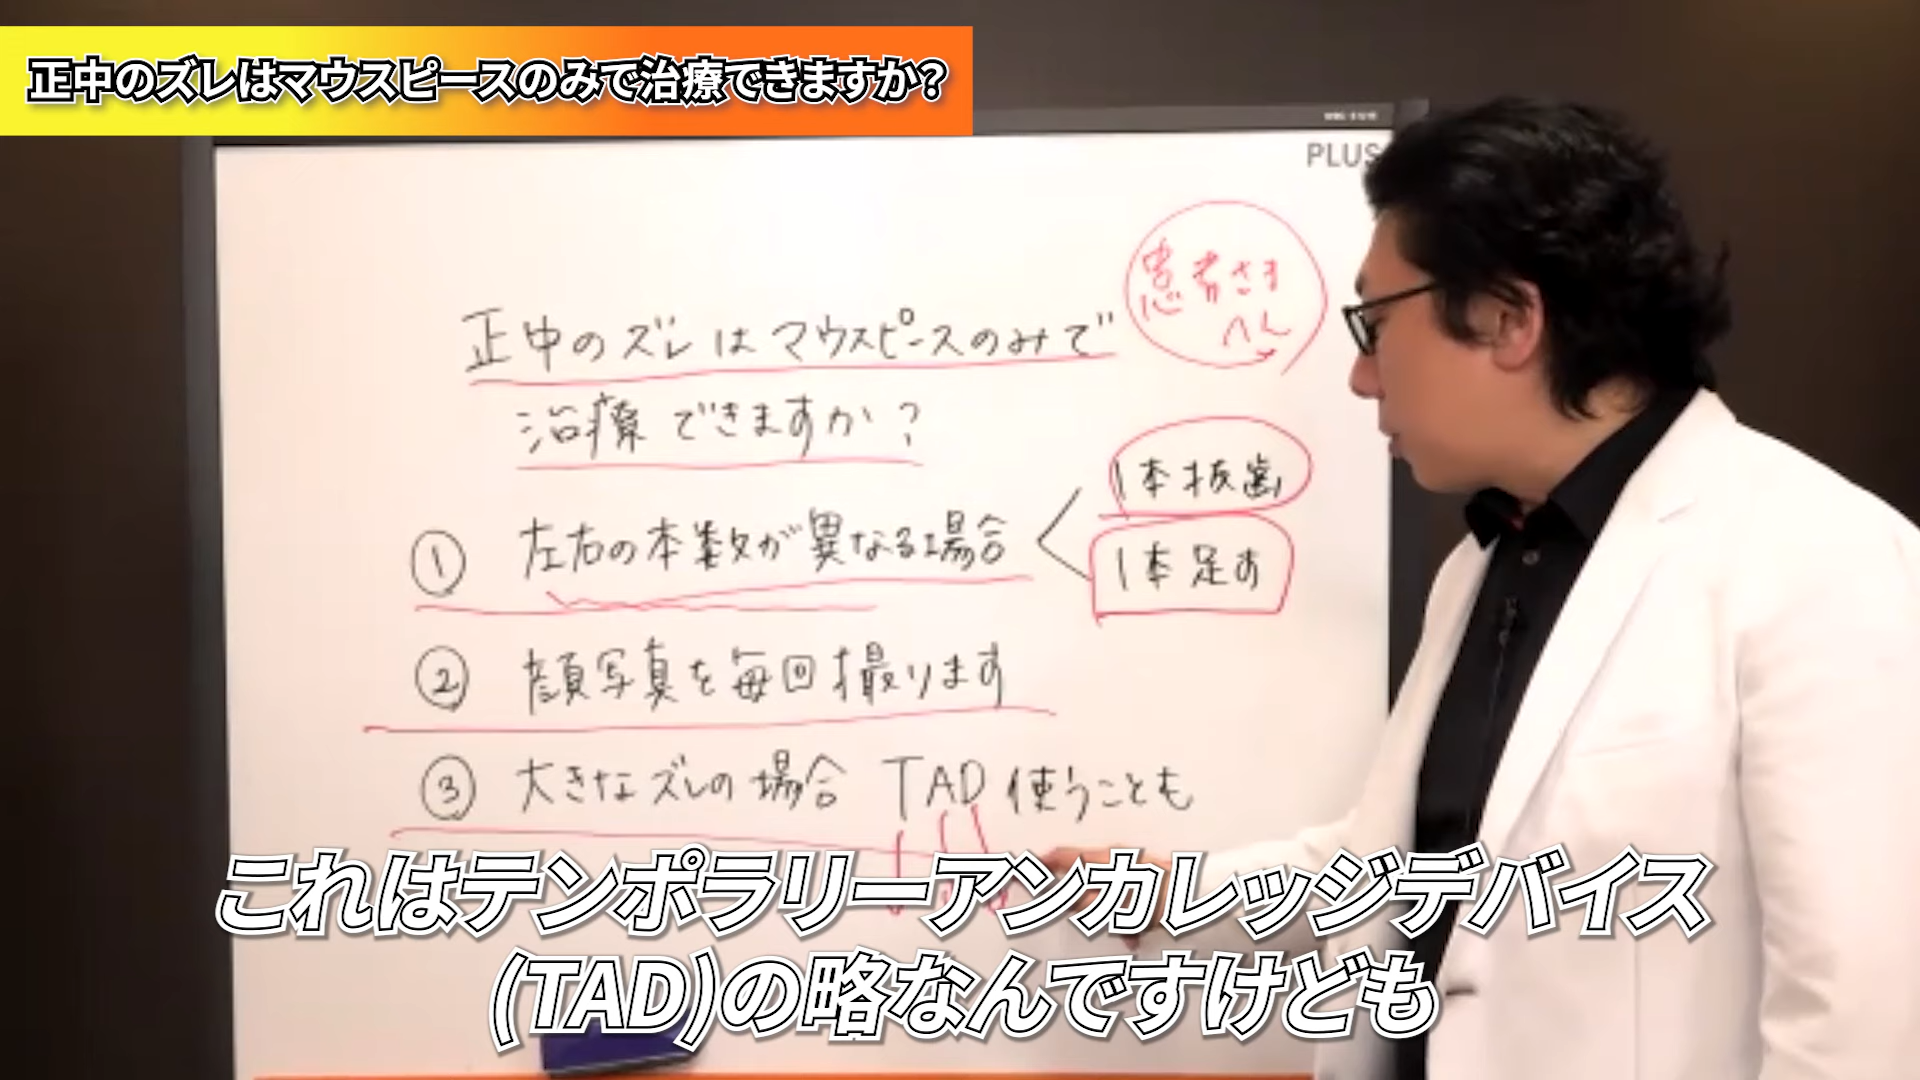 正中のズレはマウスピースのみで治療できますか?
PLUS
患者さま
正中のズレはマウスピースのみで
治療できますか?
1本抜歯
① 左右の本数が異なる場合
1本足す
② 顔写真を毎回撮ります
③ 大きなズレの場合 TAD 使うことも
これはテンポラリーアンカレッジデバイス
(TAD)の略なんですけども